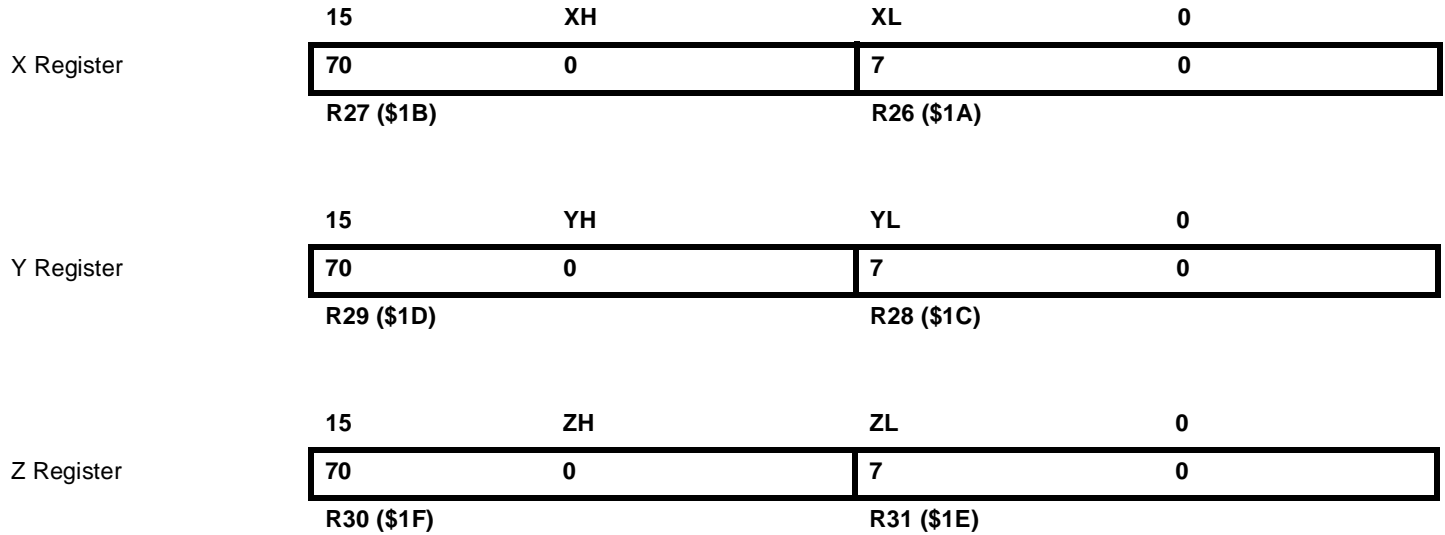 15 XH XL 0
X Register 70 0 7 0
R27 ($1B) R26 ($1A)
15 YH YL 0
Y Register 70 0 7 0
R29 ($1D) R28 ($1C)
15 ZH ZL 0
Z Register 70 0 7 0
R30 ($1F) R31 ($1E)